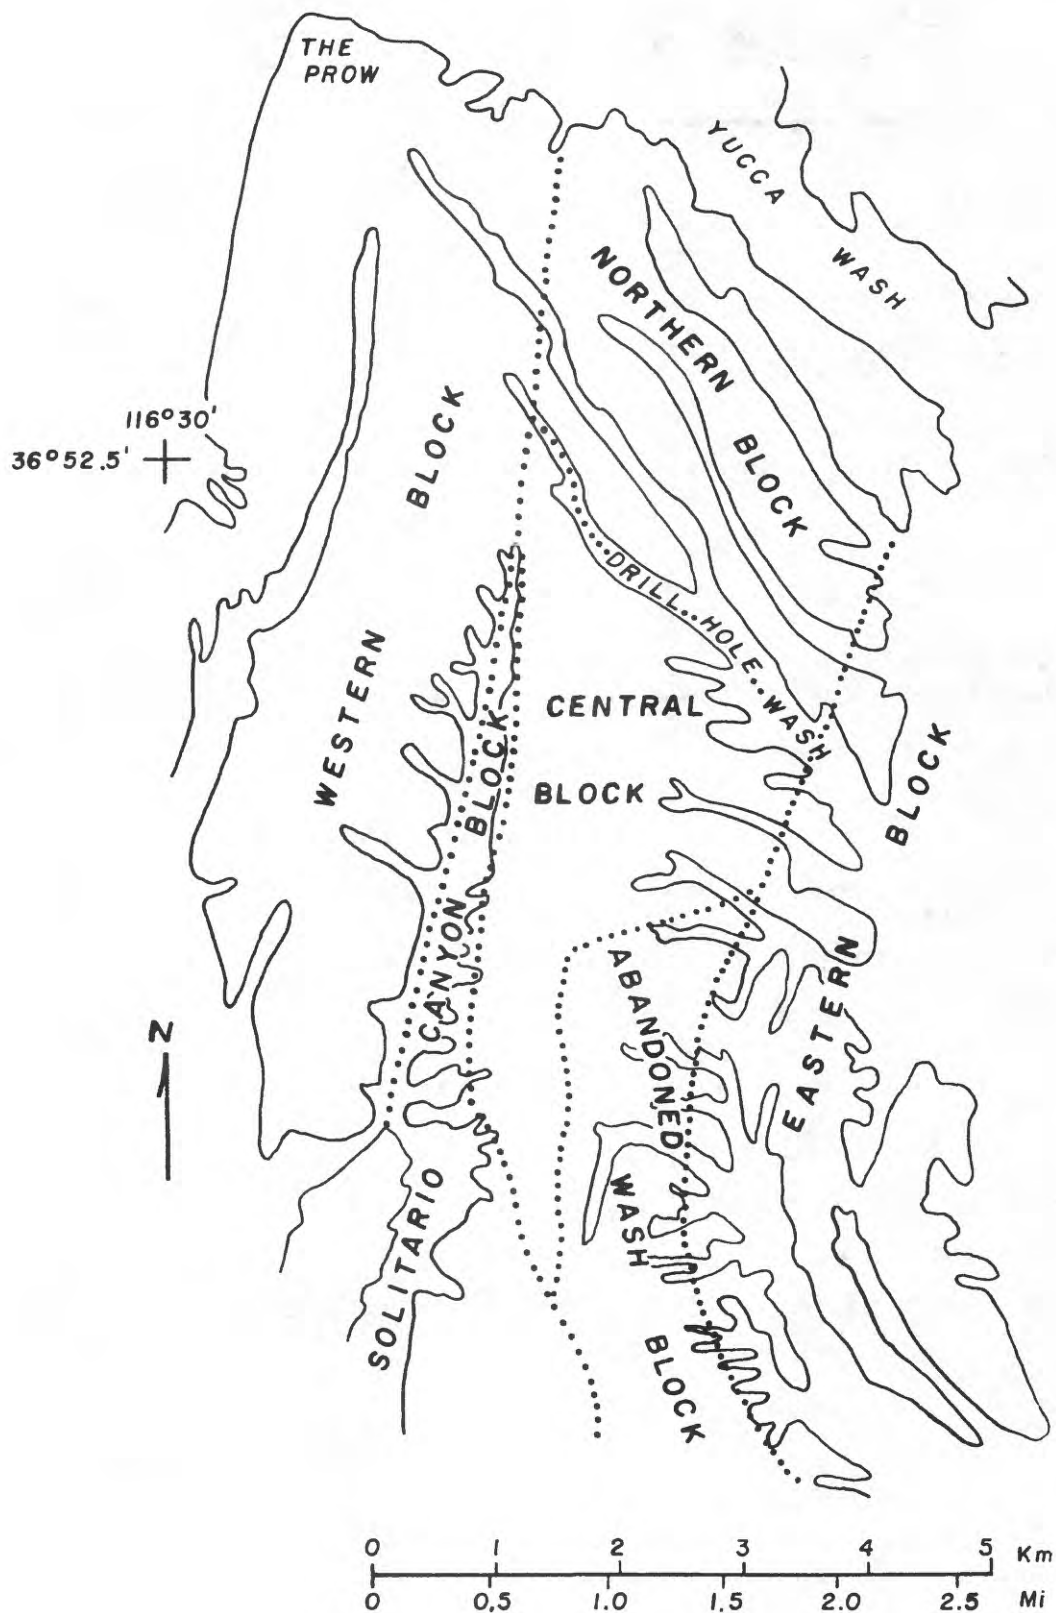 THE
PROW
YUCCA
WASH
NORTHERN
BLOCK
116°30'
36°52.5'
WESTERN
BLOCK
DRILL HOLE WASH
CENTRAL
BLOCK
EASTERN
BLOCK
SOLITARIO
CANYON
BLOCK
ABANDONED
WASH
BLOCK
N
0 1 2 3 4 5 Km
0 0,5 1.0 1.5 2.0 2.5 Mi